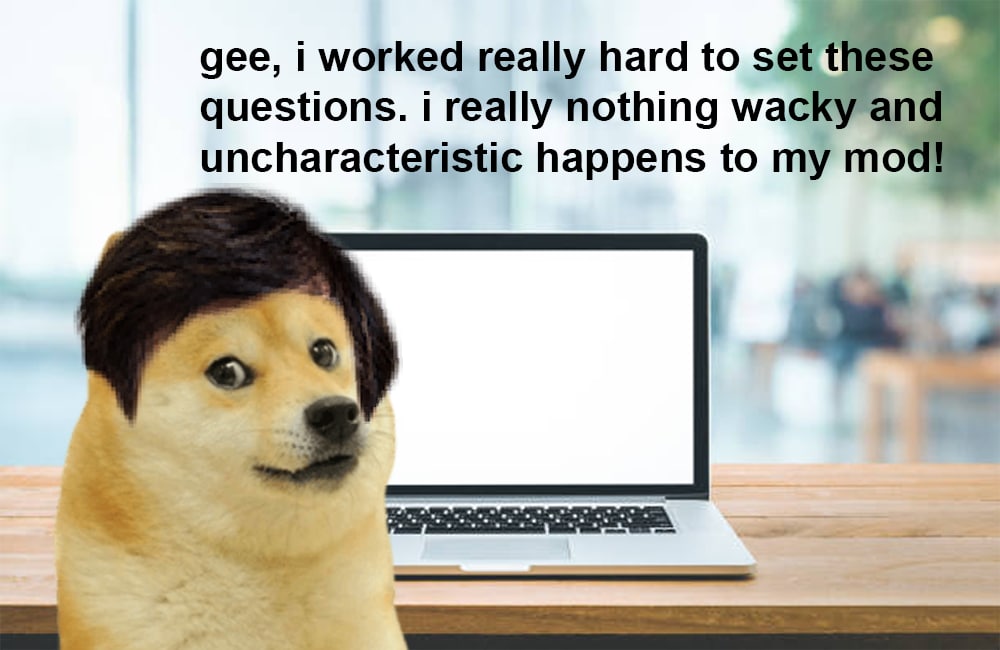 gee, i worked really hard to set these
questions. i really nothing wacky and
uncharacteristic happens to my mod!